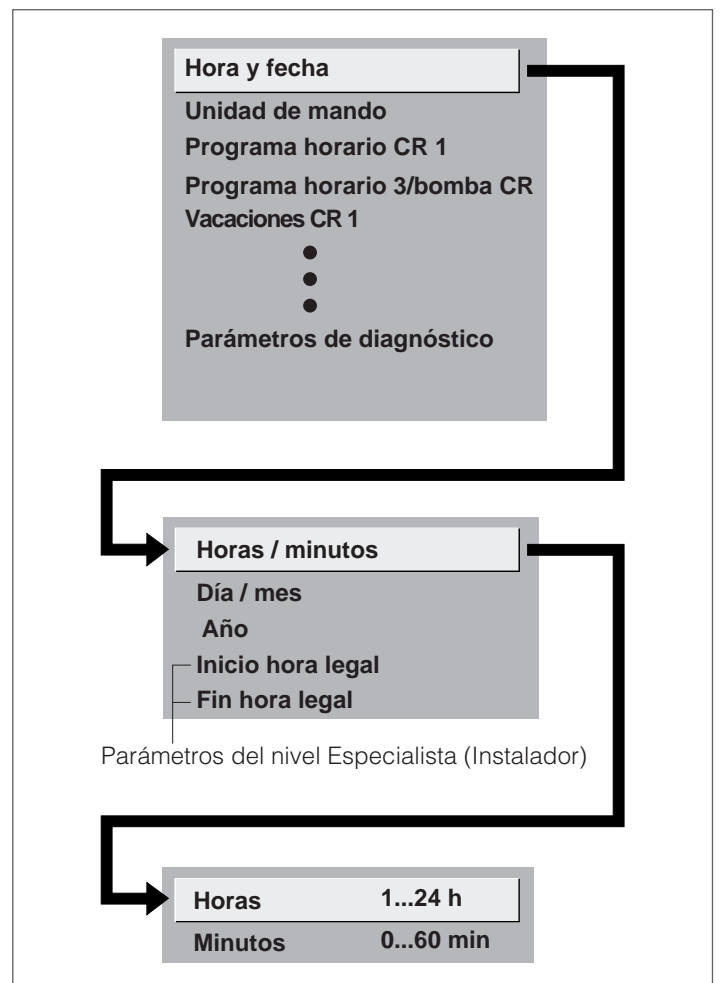 Hora y fecha
Unidad de mando
Programa horario CR 1
Programa horario 3/bomba CR
Vacaciones CR 1
Parámetros de diagnóstico
Horas / minutos
Día / mes
Año
Inicio hora legal
Fin hora legal
Parámetros del nivel Especialista (Instalador)
Horas 1...24 h
Minutos 0...60 min